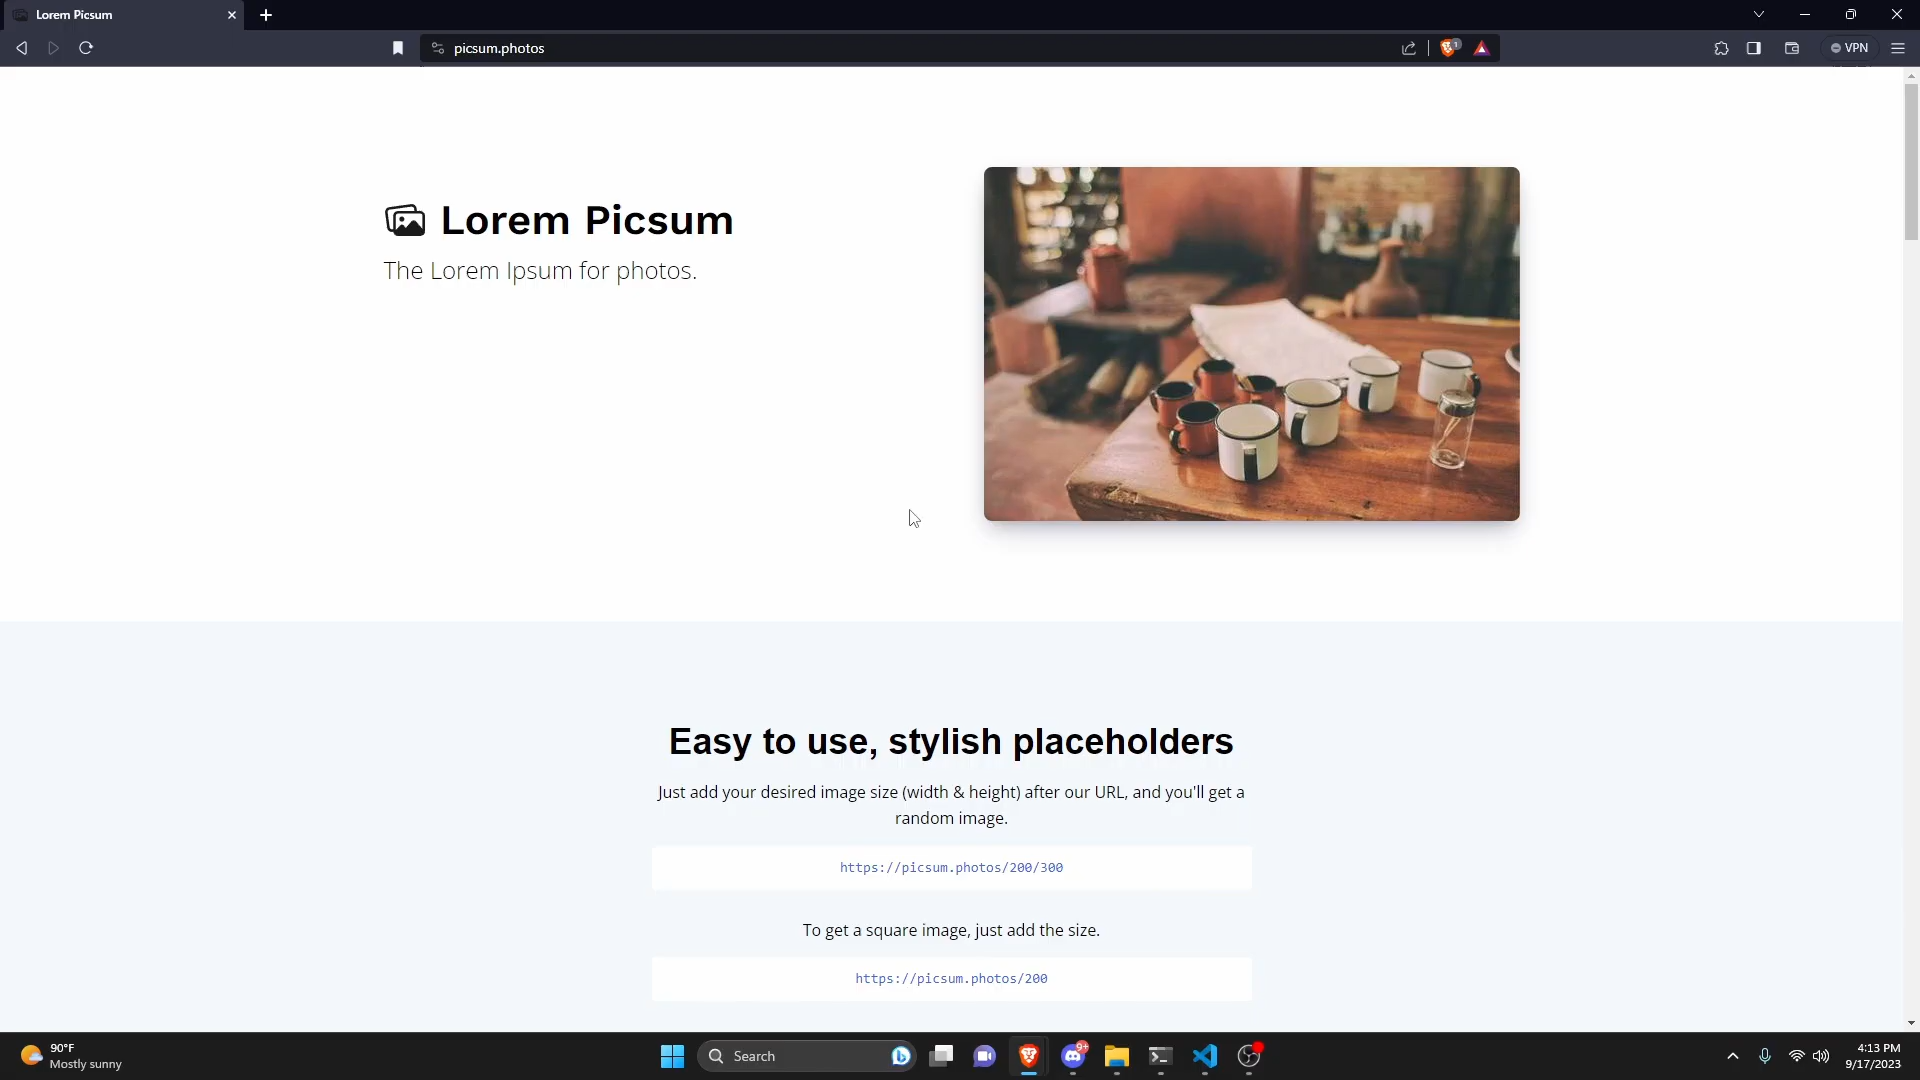 Lorem Picsum
picsum.photos
1
VPN
Lorem Picsum
The Lorem Ipsum for photos.
Easy to use, stylish placeholders
Just add your desired image size (width & height) after our URL, and you'll get a
random image.
https://picsum.photos/200/300
To get a square image, just add the size.
https://picsum.photos/200
90°F
Mostly sunny
Search
9+
4:13 PM
9/17/2023